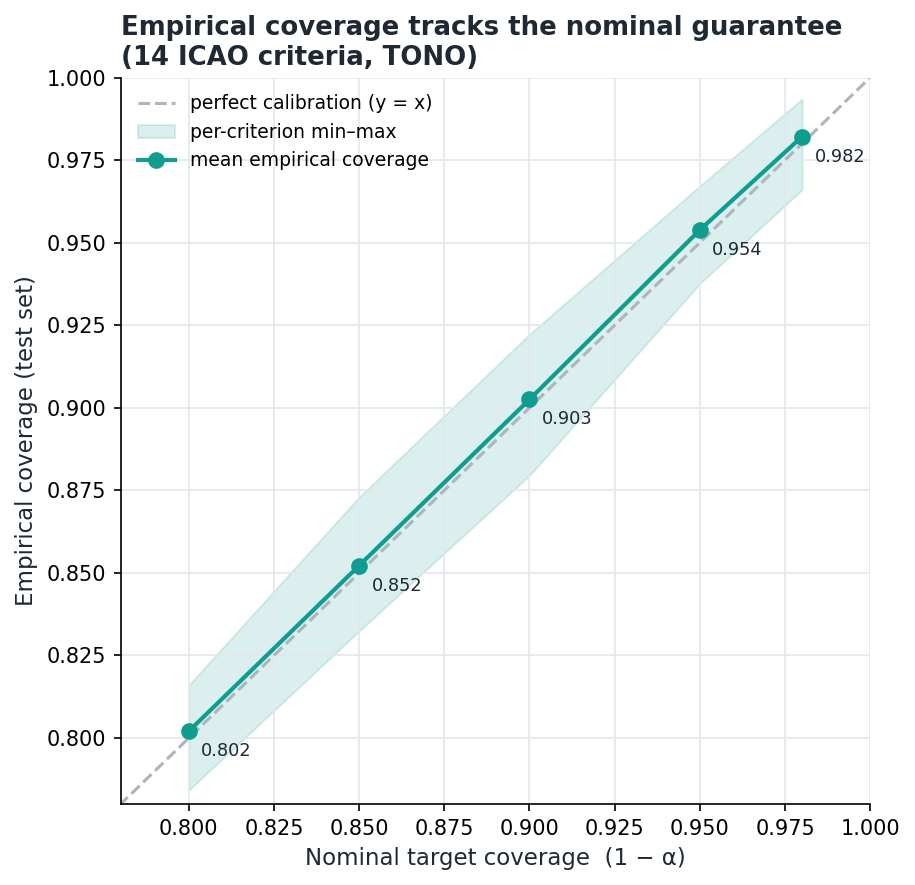 Empirical coverage tracks the nominal guarantee
(14 ICAO criteria, TONO)
perfect calibration (y = x)
per-criterion min–max
mean empirical coverage
Empirical coverage (test set)
1.000
0.975
0.950
0.925
0.900
0.875
0.850
0.825
0.800
0.982
0.954
0.903
0.852
0.802
0.800 0.825 0.850 0.875 0.900 0.925 0.950 0.975 1.000
Nominal target coverage (1 − α)